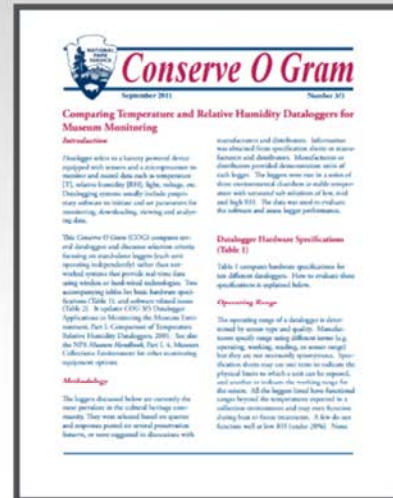 NATIONAL
PARK
SERVICE
Conserve O Gram
September 2011 Number 3/3
Comparing Temperature and Relative Humidity Dataloggers for
Museum Monitoring
Introduction
Datalogger refers to a battery powered device
equipped with sensors and a microprocessor to
monitor and record data such as temperature
[T], relative humidity [RH], light, voltage, etc.
Datalogging systems usually include propri-
etary software to initiate and set parameters for
monitoring, downloading, viewing and analyz-
ing data.
This Conserve O Gram (COG) compares sev-
eral dataloggers and discusses selection criteria
focusing on stand-alone loggers (each unit
operating independently) rather than net-
worked systems that provide real-time data
using wireless or hard-wired technologies. Two
accompanying tables list basic hardware speci-
fications (Table 1), and software related issues
(Table 2). It updates COG 3/3 Datalogger
Applications in Monitoring the Museum Envi-
ronment, Part I: Comparison of Temperature
Relative Humidity Dataloggers, 2001. See also
the NPS Museum Handbook, Part I, 4, Museum
Collections Environment for other monitoring
equipment options.
Methodology
The loggers discussed below are currently the
most prevalent in the cultural heritage commu-
nity. They were selected based on queries
and responses posted on several preservation
listservs, or were suggested in discussions with
manufacturers and distributors. Information
was obtained from specification sheets or manu-
facturers and distributors. Manufacturers or
distributors provided demonstration units of
each logger. The loggers were run in a series of
three environmental chambers at stable temper-
ature with saturated salt solutions of low, mid
and high RH. The data was used to evaluate
the software and assess logger performance.
Datalogger Hardware Specifications
(Table 1)
Table 1 compares hardware specifications for
ten different dataloggers. How to evaluate these
specifications is explained below.
Operating Range
The operating range of a datalogger is deter-
mined by sensor type and quality. Manufac-
turers specify range using different terms (e.g.
operating, working, reading, or sensor range)
but they are not necessarily synonymous. Spec-
ification sheets may use one term to indicate the
physical limits to which a unit can be exposed,
and another to indicate the working range for
the sensor. All the loggers listed have functional
ranges beyond the temperatures expected in a
collection environment and may even function
during heat or freeze treatments. A few do not
function well at low RH (under 20%). None